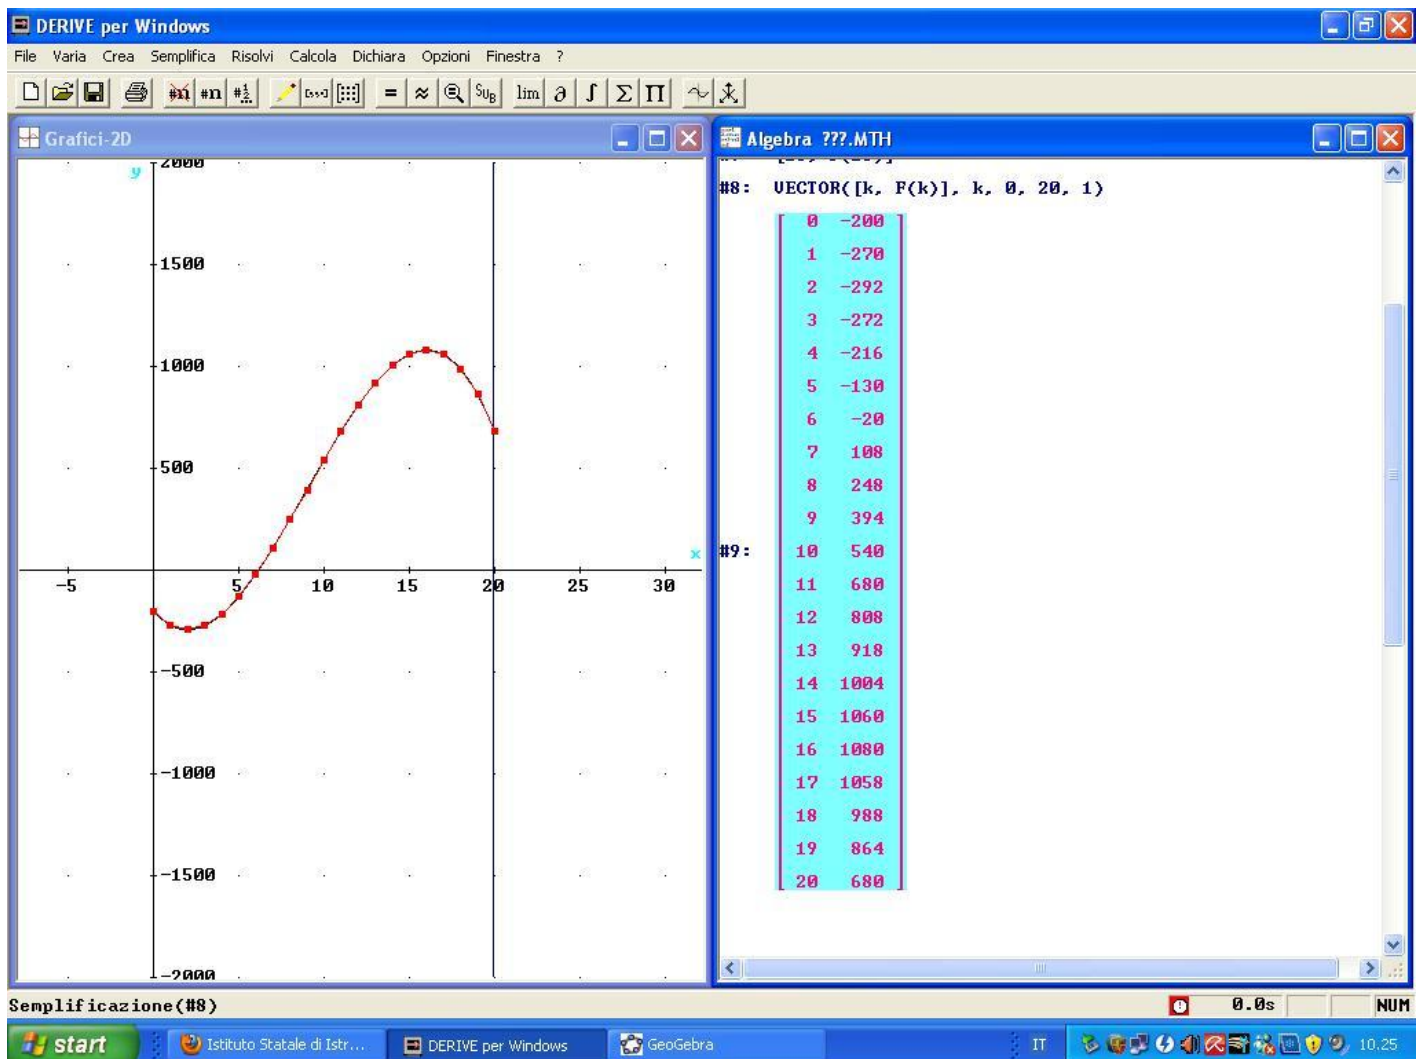 DERIVE per Windows
File Varia Crea Semplifica Risolvi Calcola Dichiara Opzioni Finestra ?
#n #n = ≈ SUB lim ∂ ∫ Σ Π
Grafici-2D
y
2000
1500
1000
500
x
-5 5 10 15 20 25 30
-500
-1000
-1500
-2000
Algebra ???.MTH
#8: VECTOR([k, F(k)], k, 0, 20, 1)
0 -200
1 -270
2 -292
3 -272
4 -216
5 -130
6 -20
7 108
8 248
9 394
#9: 10 540
11 680
12 808
13 918
14 1004
15 1060
16 1080
17 1058
18 988
19 864
20 680
Semplificazione(#8) 0.0s NUM
start Istituto Statale di Istr... DERIVE per Windows GeoGebra IT 10.25